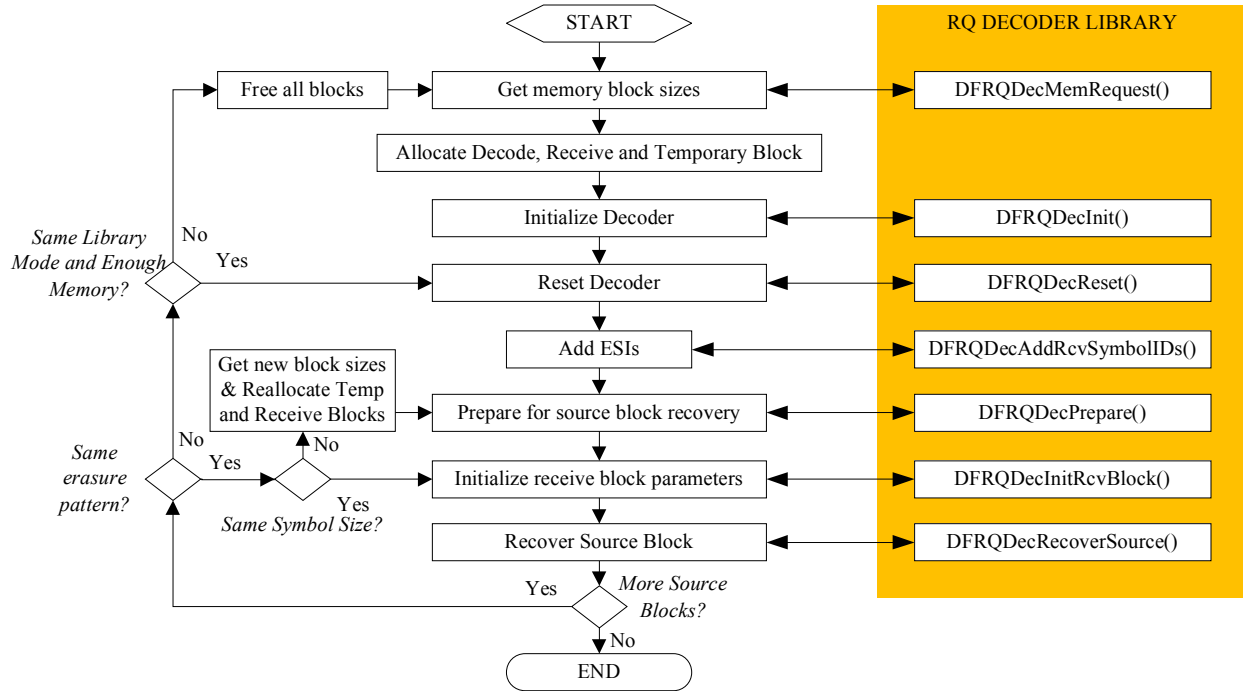 START
RQ DECODER LIBRARY
Free all blocks
Get memory block sizes
DFRQDecMemRequest()
Allocate Decode, Receive and Temporary Block
Initialize Decoder
DFRQDecInit()
Same Library
Mode and Enough
Memory?
No
Yes
Reset Decoder
DFRQDecReset()
Add ESIs
DFRQDecAddRcvSymbolIDs()
Get new block sizes
& Reallocate Temp
and Receive Blocks
Prepare for source block recovery
DFRQDecPrepare()
Same
erasure
pattern?
No
Yes
No
Yes
Same Symbol Size?
Initialize receive block parameters
DFRQDecInitRcvBlock()
Recover Source Block
DFRQDecRecoverSource()
Yes
More Source
Blocks?
No
END